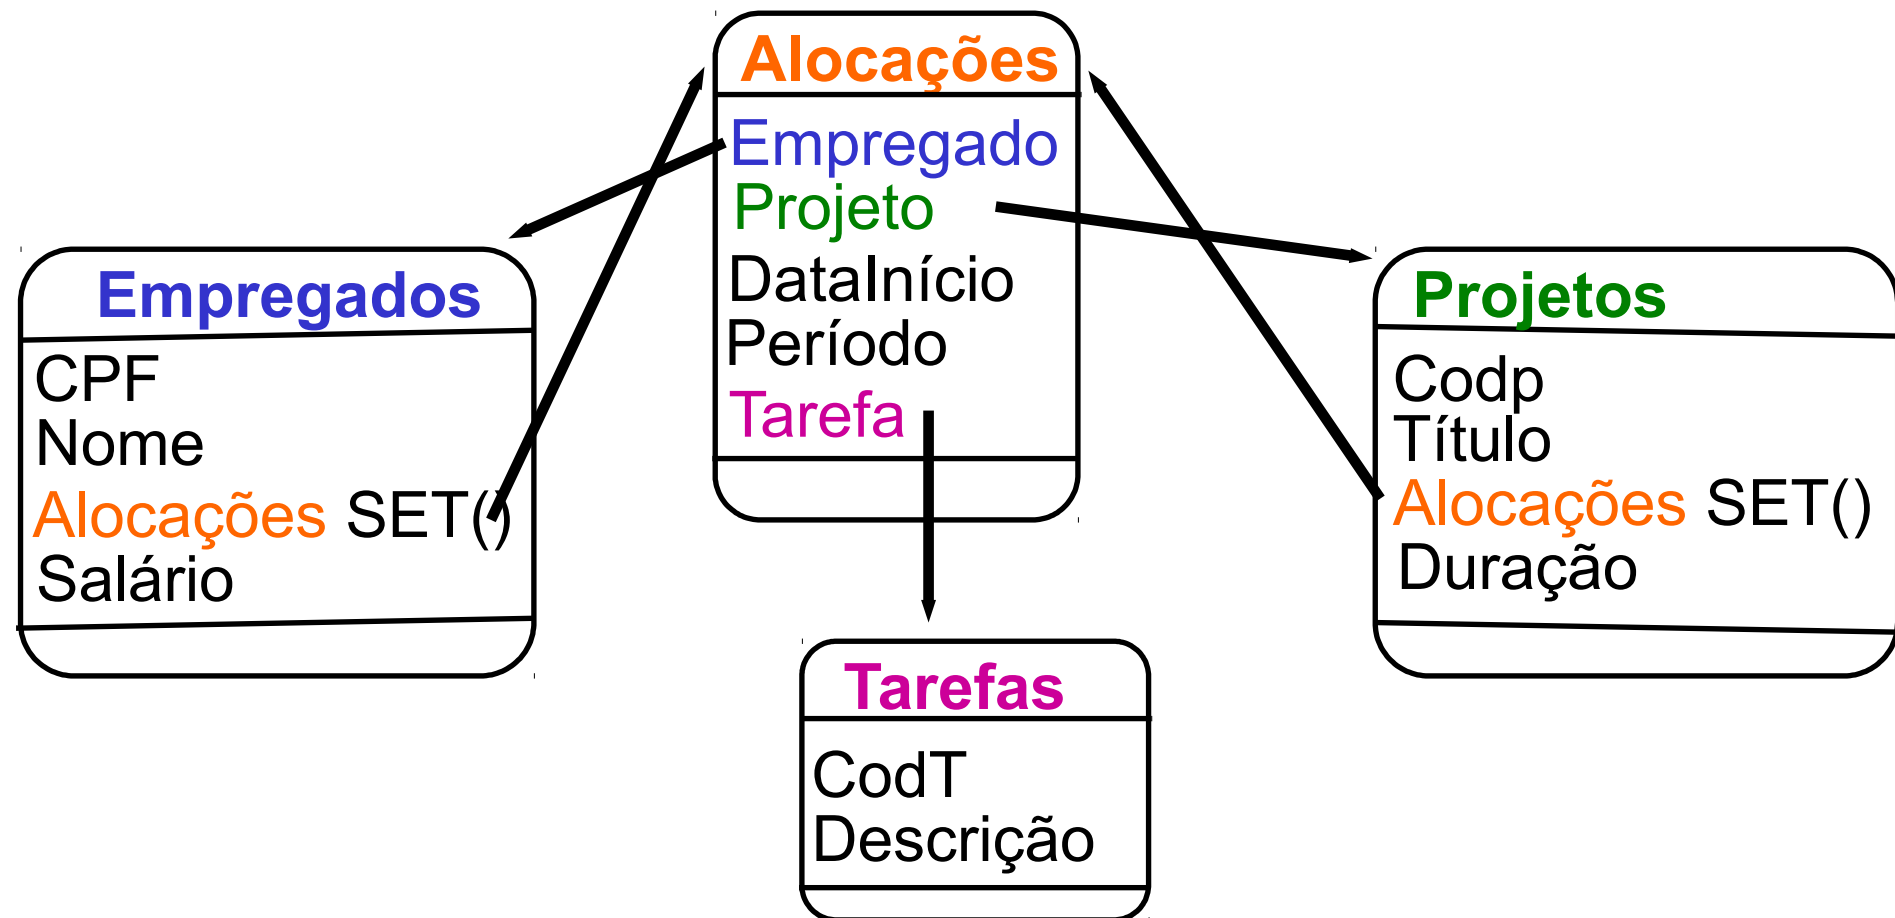 Alocações
Empregado
Projeto
DataInício
Período
Tarefa
Empregados
CPF
Nome
Alocações SET()
Salário
Projetos
Codp
Título
Alocações SET()
Duração
Tarefas
CodT
Descrição